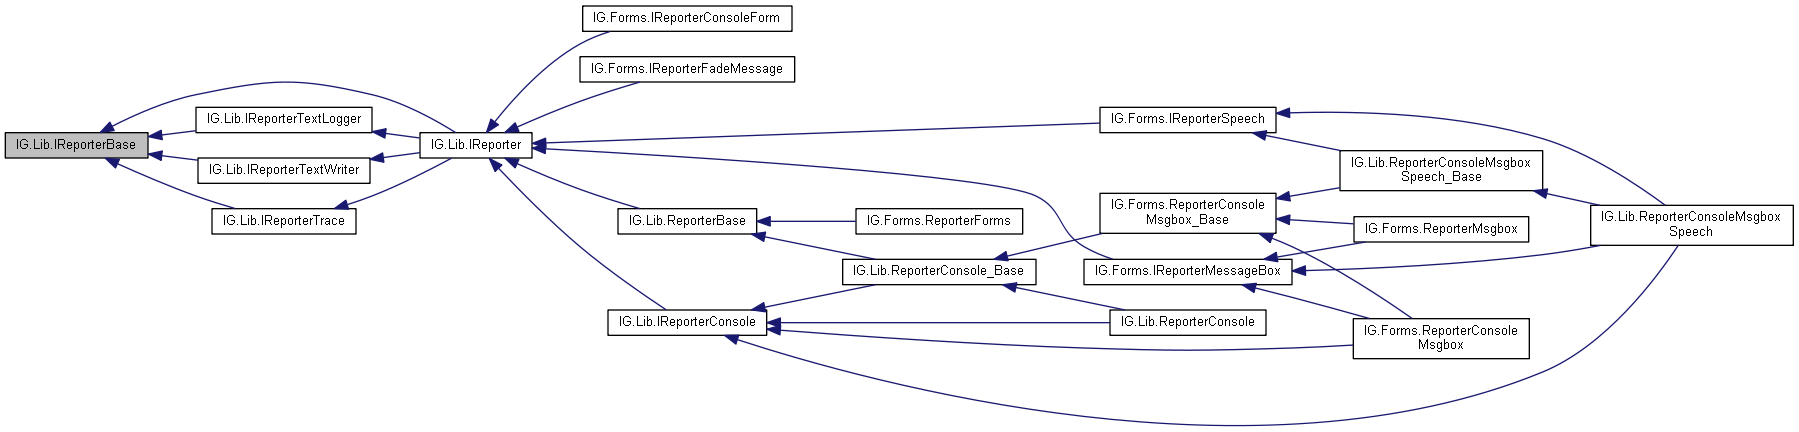 IG.Forms.IReporterConsoleForm
IG.Forms.IReporterFadeMessage
IG.Lib.IReporterTextLogger
IG.Forms.IReporterSpeech
IG.Lib.IReporterBase
IG.Lib.IReporter
IG.Lib.IReporterTextWriter
IG.Lib.ReporterConsoleMsgbox
Speech_Base
IG.Lib.IReporterTrace
IG.Lib.ReporterBase
IG.Forms.ReporterForms
IG.Forms.ReporterConsole
Msgbox_Base
IG.Forms.ReporterMsgbox
IG.Lib.ReporterConsoleMsgbox
Speech
IG.Lib.ReporterConsole_Base
IG.Forms.IReporterMessageBox
IG.Lib.IReporterConsole
IG.Lib.ReporterConsole
IG.Forms.ReporterConsole
Msgbox